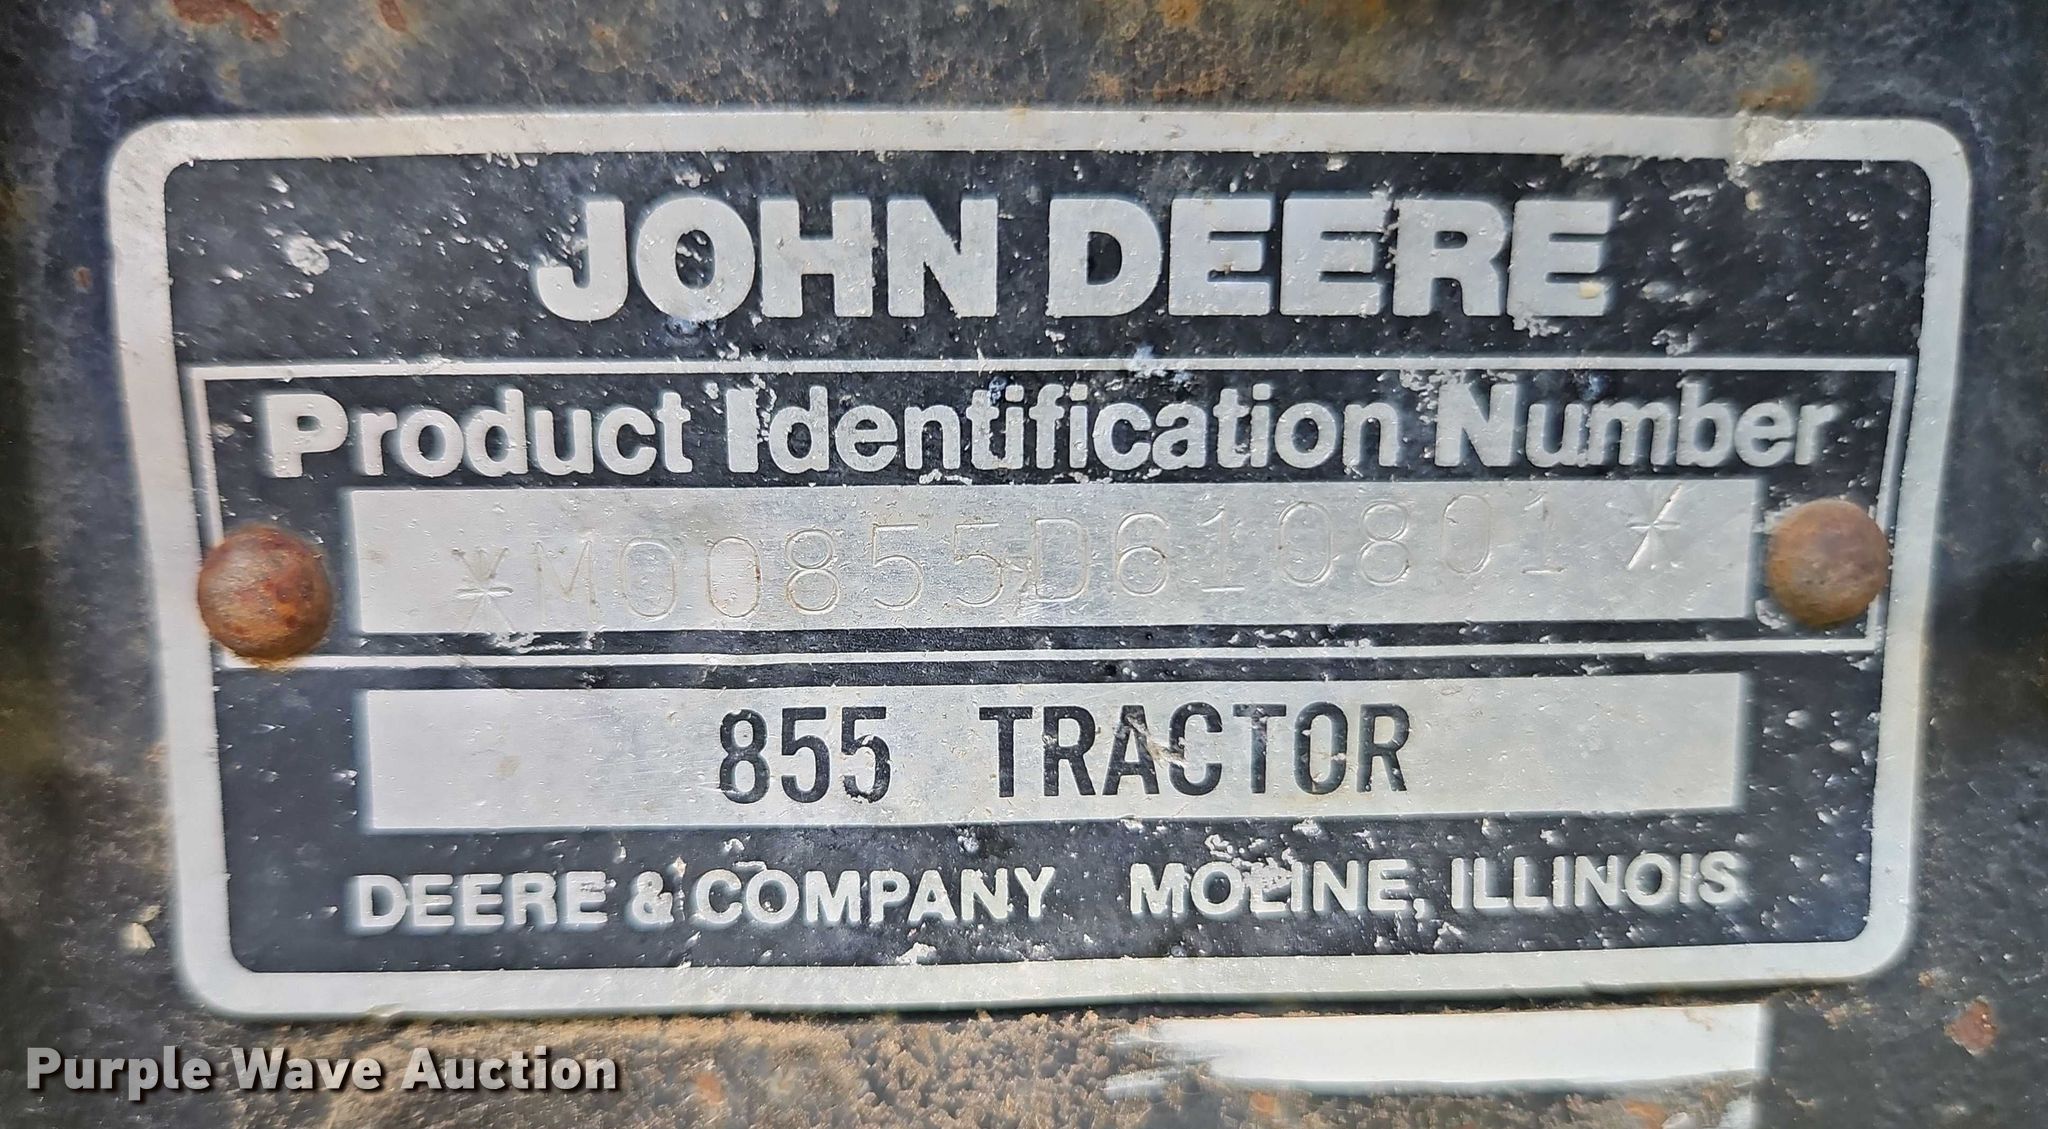 JOHN DEERE
Product Identification Number
*M00855D610801*
855 TRACTOR
DEERE & COMPANY MOLINE, ILLINOIS
Purple Wave Auction